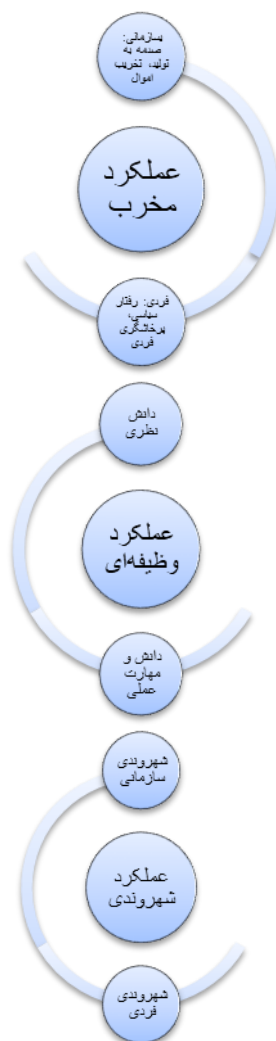 سازمانی:
صدمه به
تولید، تخریب
اموال
عملکرد
مخرب
فردی: رفتار
سیاسی،
پرخاشگری
فردی
دانش
نظری
عملکرد
وظیفه‌ای
دانش و
مهارت
عملی
شهروندی
سازمانی
عملکرد
شهروندی
شهروندی
فردی